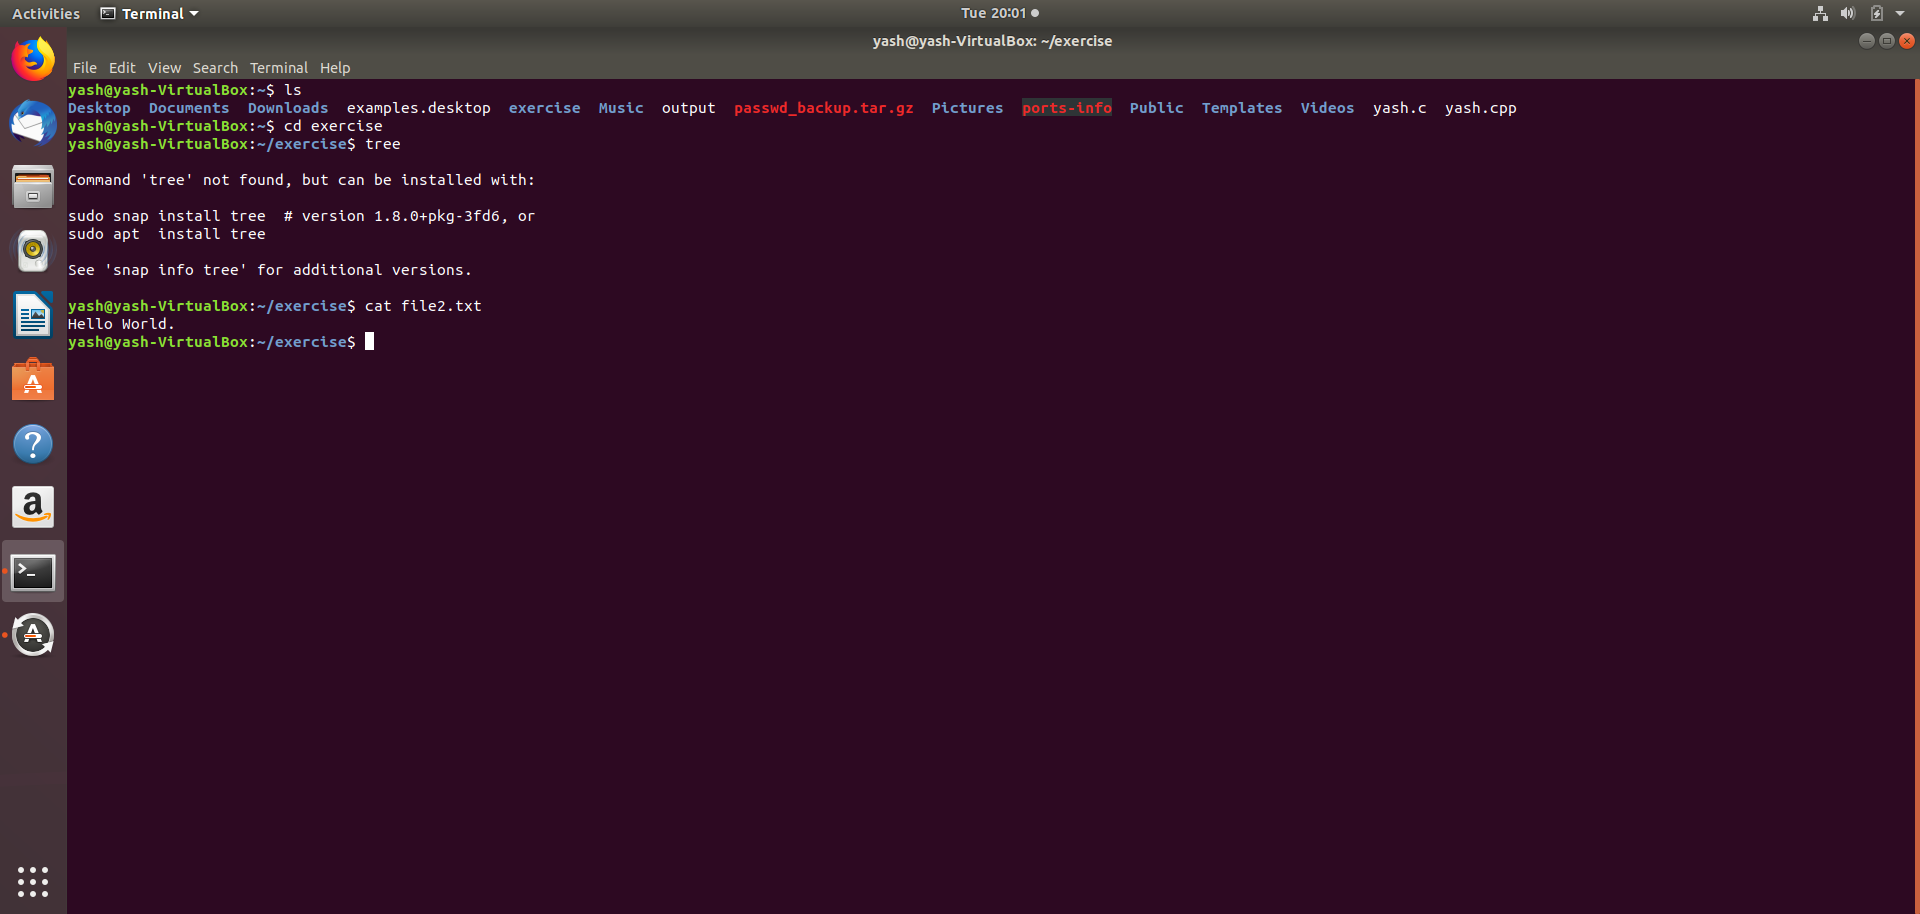 Activities Terminal Tue 20:01
yash@yash-VirtualBox: ~/exercise
File Edit View Search Terminal Help
yash@yash-VirtualBox:~$ ls
Desktop  Documents  Downloads  examples.desktop  exercise  Music  output  passwd_backup.tar.gz  Pictures  ports-info  Public  Templates  Videos  yash.c  yash.cpp
yash@yash-VirtualBox:~$ cd exercise
yash@yash-VirtualBox:~/exercise$ tree
Command 'tree' not found, but can be installed with:
sudo snap install tree  # version 1.8.0+pkg-3fd6, or
sudo apt  install tree
See 'snap info tree' for additional versions.
yash@yash-VirtualBox:~/exercise$ cat file2.txt
Hello World.
yash@yash-VirtualBox:~/exercise$